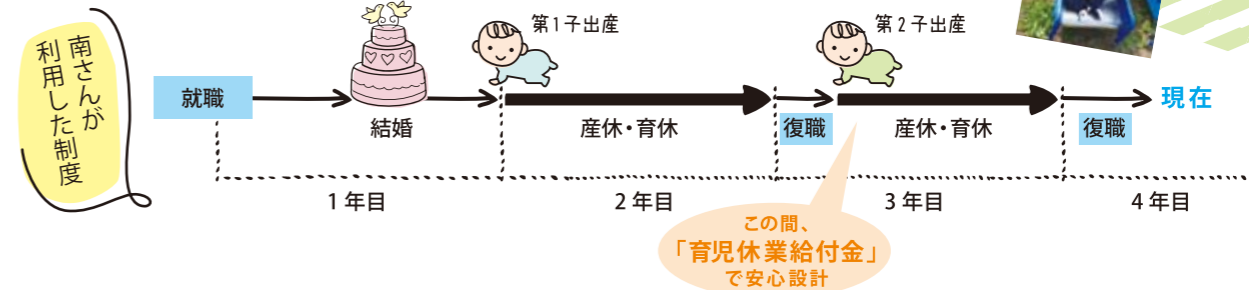 南さんが
利用した制度
就職
結婚
第1子出産
産休・育休
復職
第2子出産
産休・育休
復職
現在
1年目
2年目
3年目
4年目
この間、
「育児休業給付金」
で安心設計